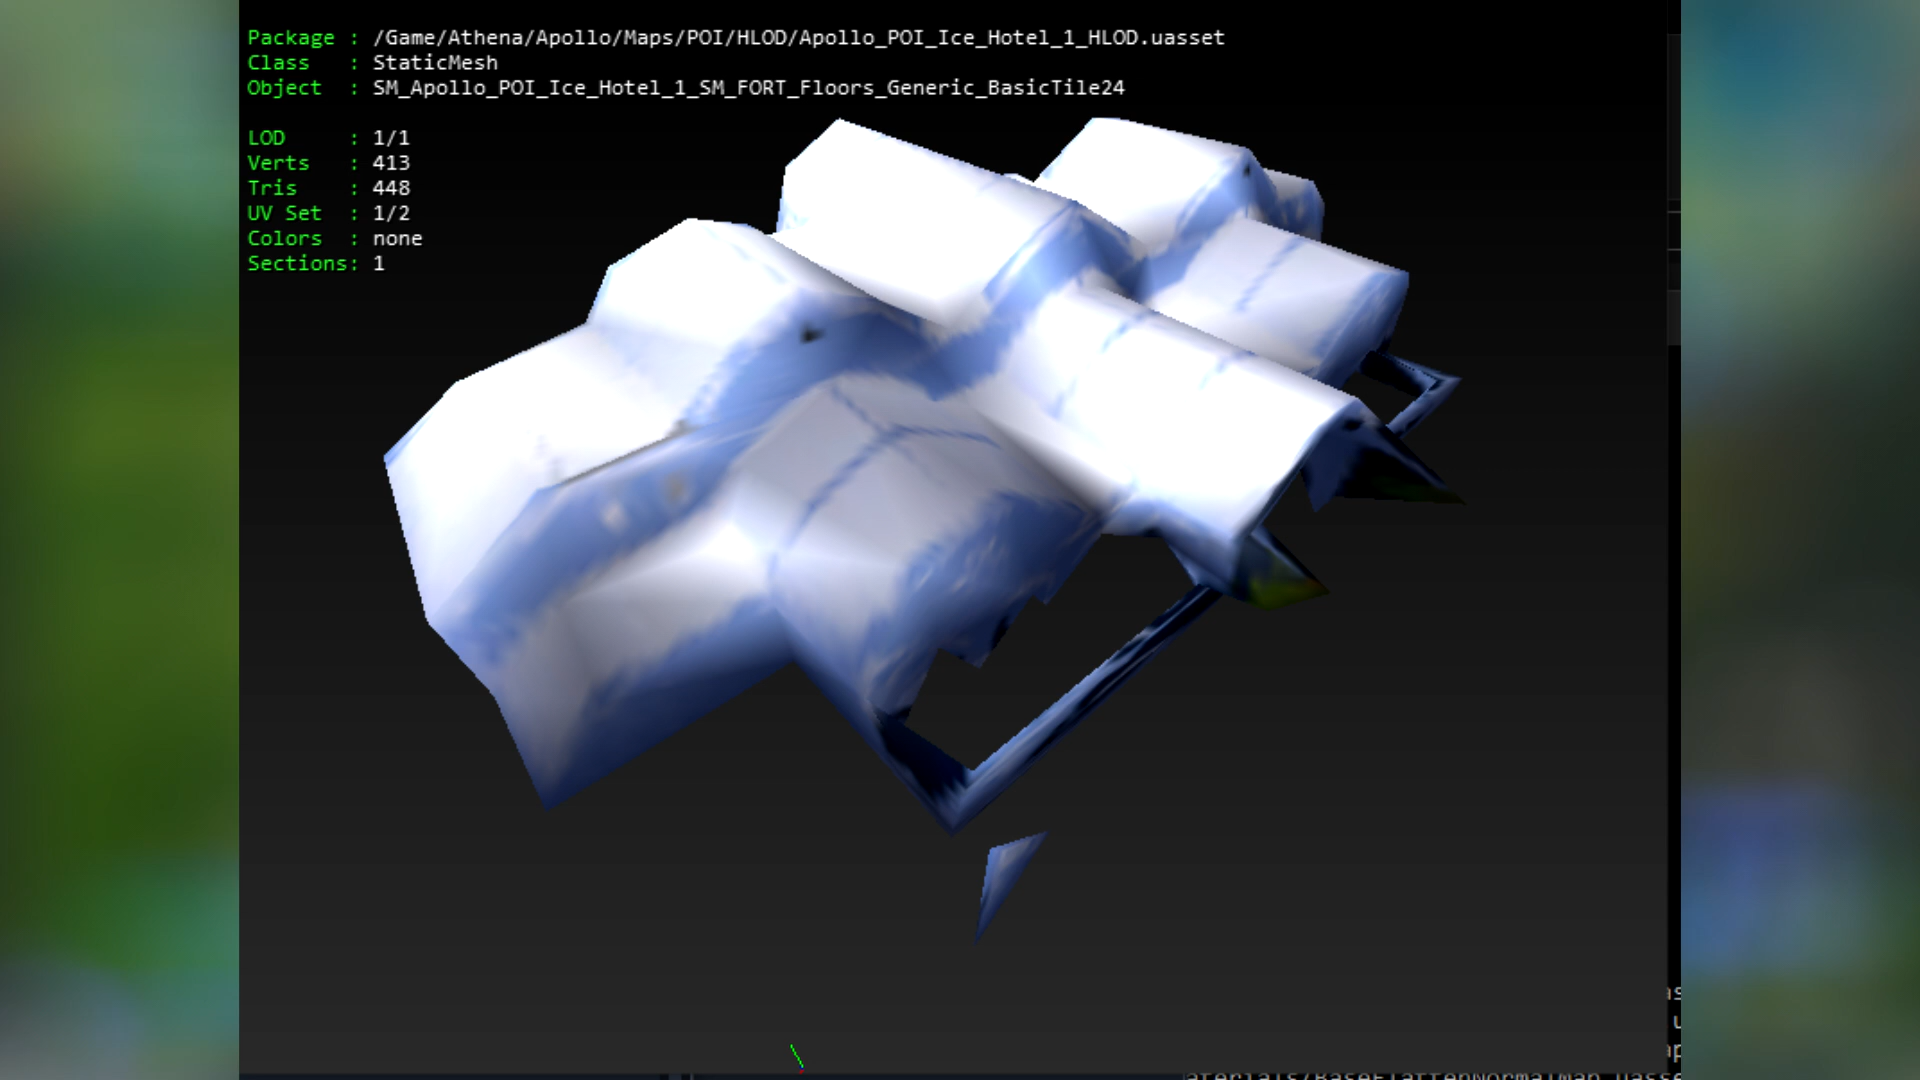 Package : /Game/Athena/Apollo/Maps/POI/HLOD/Apollo_POI_Ice_Hotel_1_HLOD.uasset
Class : StaticMesh
Object : SM_Apollo_POI_Ice_Hotel_1_SM_FORT_Floors_Generic_BasicTile24
LOD : 1/1
Verts : 413
Tris : 448
UV Set : 1/2
Colors : none
Sections: 1